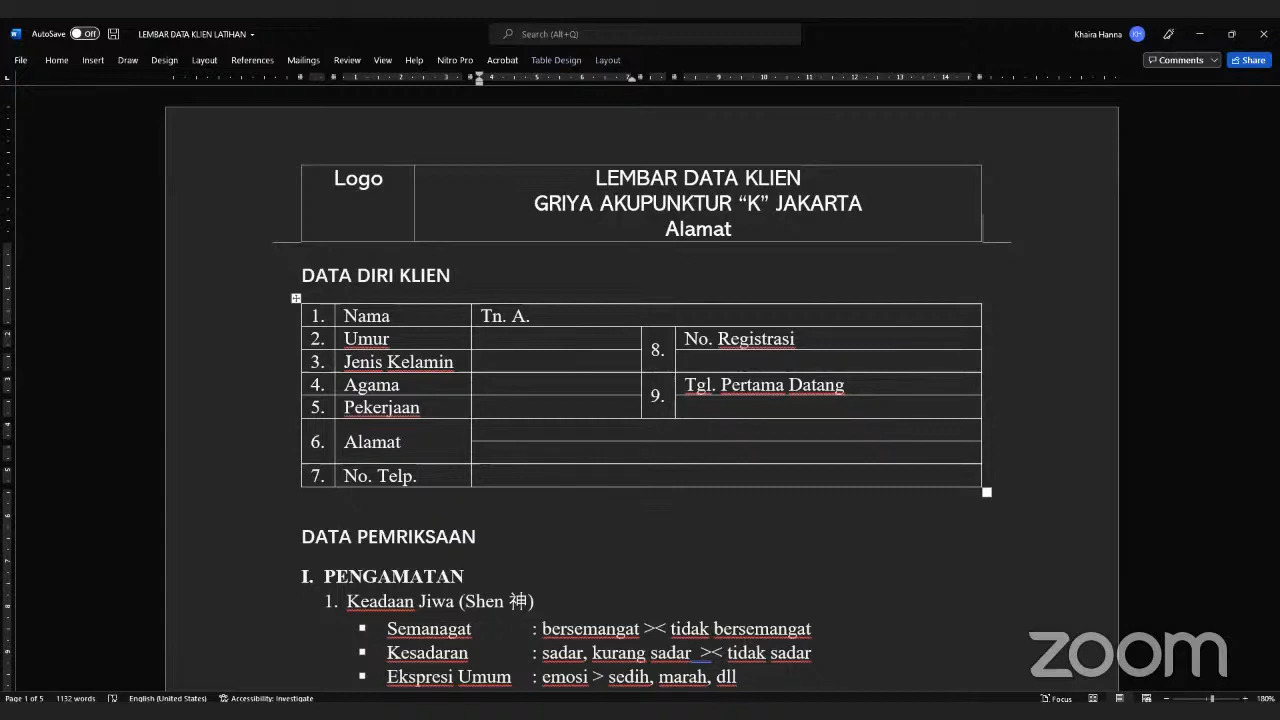 AutoSave Off LEMBAR DATA KLIEN LATIHAN Search (Alt+Q) Khaira Hanna KH
File Home Insert Draw Design Layout References Mailings Review View Help Nitro Pro Acrobat Table Design Layout Comments Share
Logo
LEMBAR DATA KLIEN
GRIYA AKUPUNKTUR “K” JAKARTA
Alamat
DATA DIRI KLIEN
1. Nama Tn. A.
2. Umur
8. No. Registrasi
3. Jenis Kelamin
4. Agama
9. Tgl. Pertama Datang
5. Pekerjaan
6. Alamat
7. No. Telp.
DATA PEMRIKSAAN
I. PENGAMATAN
1. Keadaan Jiwa (Shen 神)
▪ Semanagat : bersemangat >< tidak bersemangat
▪ Kesadaran : sadar, kurang sadar >< tidak sadar
▪ Ekspresi Umum : emosi > sedih, marah, dll
zoom
Page 1 of 5 1132 words English (United States) Accessibility: Investigate Focus 180%